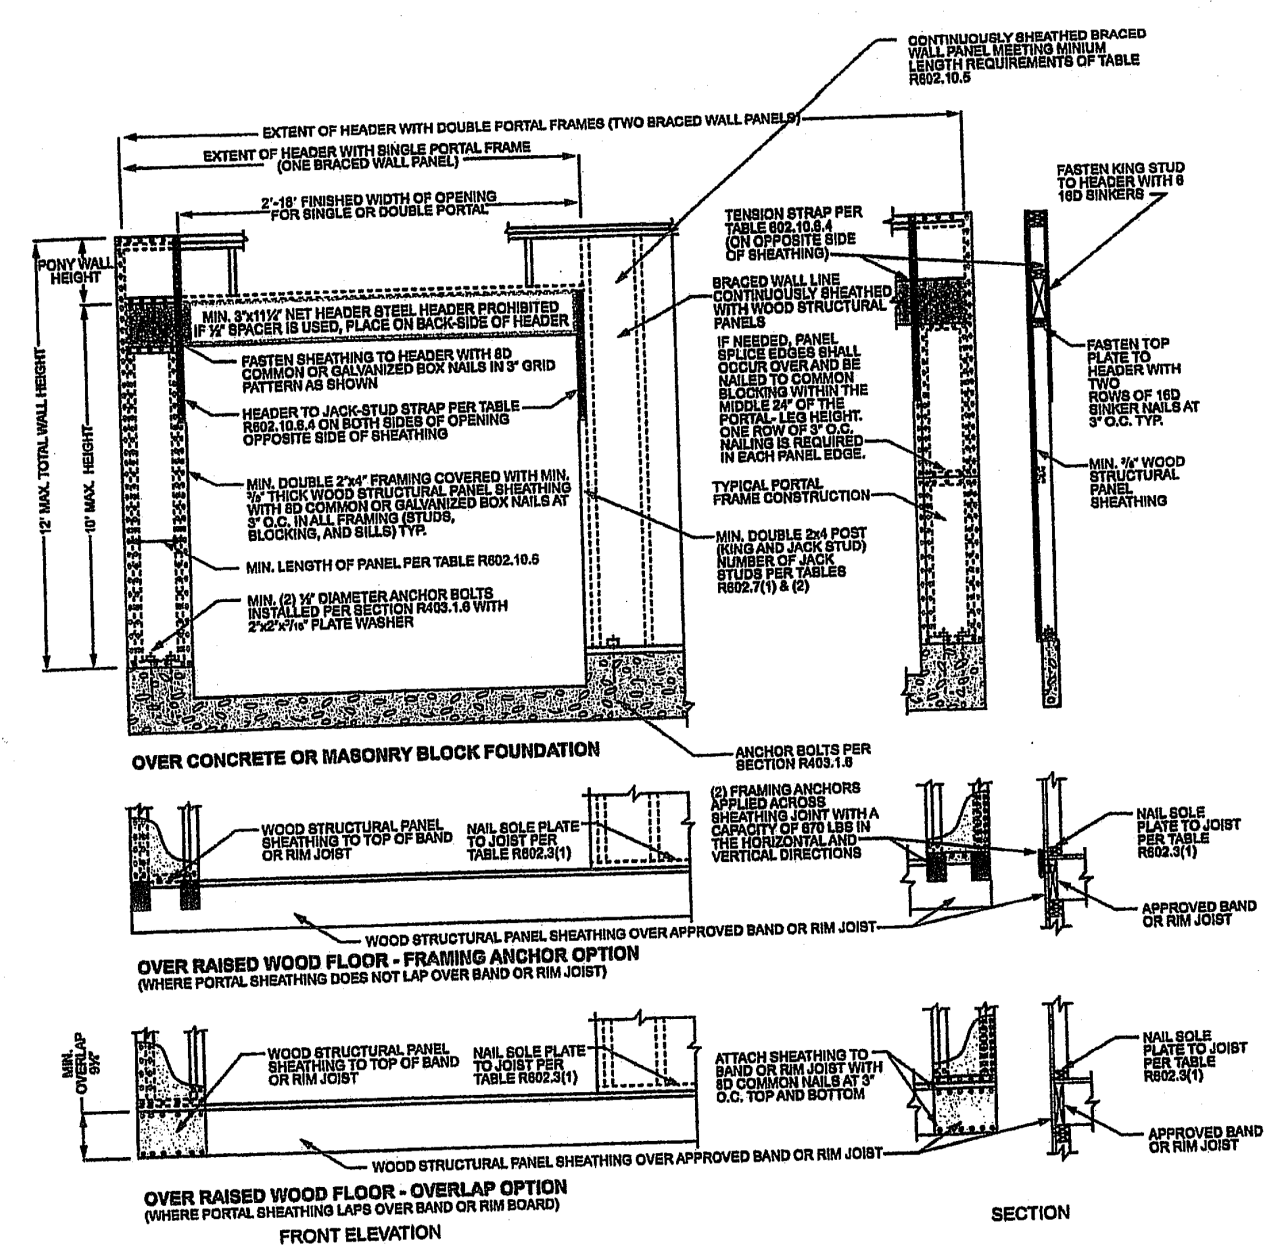 CONTINUOUSLY SHEATHED BRACED
WALL PANEL MEETING MINIUM
LENGTH REQUIREMENTS OF TABLE
R602.10.5
EXTENT OF HEADER WITH DOUBLE PORTAL FRAMES (TWO BRACED WALL PANELS)
EXTENT OF HEADER WITH SINGLE PORTAL FRAME
(ONE BRACED WALL PANEL)
2'-18' FINISHED WIDTH OF OPENING
FOR SINGLE OR DOUBLE PORTAL
FASTEN KING STUD
TO HEADER WITH 6
16D SINKERS
TENSION STRAP PER
TABLE 602.10.6.4
(ON OPPOSITE SIDE
OF SHEATHING)
PONY WALL
HEIGHT
BRACED WALL LINE
CONTINUOUSLY SHEATHED
WITH WOOD STRUCTURAL
PANELS
MIN. 3"x11¼" NET HEADER STEEL HEADER PROHIBITED
IF ½" SPACER IS USED, PLACE ON BACK-SIDE OF HEADER
12' MAX. TOTAL WALL HEIGHT
10' MAX. HEIGHT
FASTEN SHEATHING TO HEADER WITH 8D
COMMON OR GALVANIZED BOX NAILS IN 3" GRID
PATTERN AS SHOWN
IF NEEDED, PANEL
SPLICE EDGES SHALL
OCCUR OVER AND BE
NAILED TO COMMON
BLOCKING WITHIN THE
MIDDLE 24" OF THE
PORTAL- LEG HEIGHT.
ONE ROW OF 3" O.C.
NAILING IS REQUIRED
IN EACH PANEL EDGE.
FASTEN TOP
PLATE TO
HEADER WITH
TWO
ROWS OF 16D
SINKER NAILS AT
3" O.C. TYP.
HEADER TO JACK-STUD STRAP PER TABLE
R602.10.6.4 ON BOTH SIDES OF OPENING
OPPOSITE SIDE OF SHEATHING
MIN. DOUBLE 2"x4" FRAMING COVERED WITH MIN.
⅜" THICK WOOD STRUCTURAL PANEL SHEATHING
WITH 8D COMMON OR GALVANIZED BOX NAILS AT
3" O.C. IN ALL FRAMING (STUDS,
BLOCKING, AND SILLS) TYP.
TYPICAL PORTAL
FRAME CONSTRUCTION
MIN. ⅜" WOOD
STRUCTURAL
PANEL
SHEATHING
MIN. LENGTH OF PANEL PER TABLE R602.10.5
MIN. DOUBLE 2x4 POST
(KING AND JACK STUD)
NUMBER OF JACK
STUDS PER TABLES
R602.7(1) & (2)
MIN. (2) ½" DIAMETER ANCHOR BOLTS
INSTALLED PER SECTION R403.1.6 WITH
2"x2"x³/₁₆" PLATE WASHER
OVER CONCRETE OR MASONRY BLOCK FOUNDATION
ANCHOR BOLTS PER
SECTION R403.1.6
WOOD STRUCTURAL PANEL
SHEATHING TO TOP OF BAND
OR RIM JOIST
NAIL SOLE PLATE
TO JOIST PER
TABLE R602.3(1)
(2) FRAMING ANCHORS
APPLIED ACROSS
SHEATHING JOINT WITH A
CAPACITY OF 670 LBS IN
THE HORIZONTAL AND
VERTICAL DIRECTIONS
NAIL SOLE
PLATE TO JOIST
PER TABLE
R602.3(1)
APPROVED BAND
OR RIM JOIST
WOOD STRUCTURAL PANEL SHEATHING OVER APPROVED BAND OR RIM JOIST
OVER RAISED WOOD FLOOR - FRAMING ANCHOR OPTION
(WHERE PORTAL SHEATHING DOES NOT LAP OVER BAND OR RIM JOIST)
MIN.
OVERLAP
9¼"
WOOD STRUCTURAL PANEL
SHEATHING TO TOP OF BAND
OR RIM JOIST
NAIL SOLE PLATE
TO JOIST PER
TABLE R602.3(1)
ATTACH SHEATHING TO
BAND OR RIM JOIST WITH
8D COMMON NAILS AT 3"
O.C. TOP AND BOTTOM
NAIL SOLE
PLATE TO JOIST
PER TABLE
R602.3(1)
APPROVED BAND
OR RIM JOIST
WOOD STRUCTURAL PANEL SHEATHING OVER APPROVED BAND OR RIM JOIST
OVER RAISED WOOD FLOOR - OVERLAP OPTION
(WHERE PORTAL SHEATHING LAPS OVER BAND OR RIM BOARD)
FRONT ELEVATION
SECTION